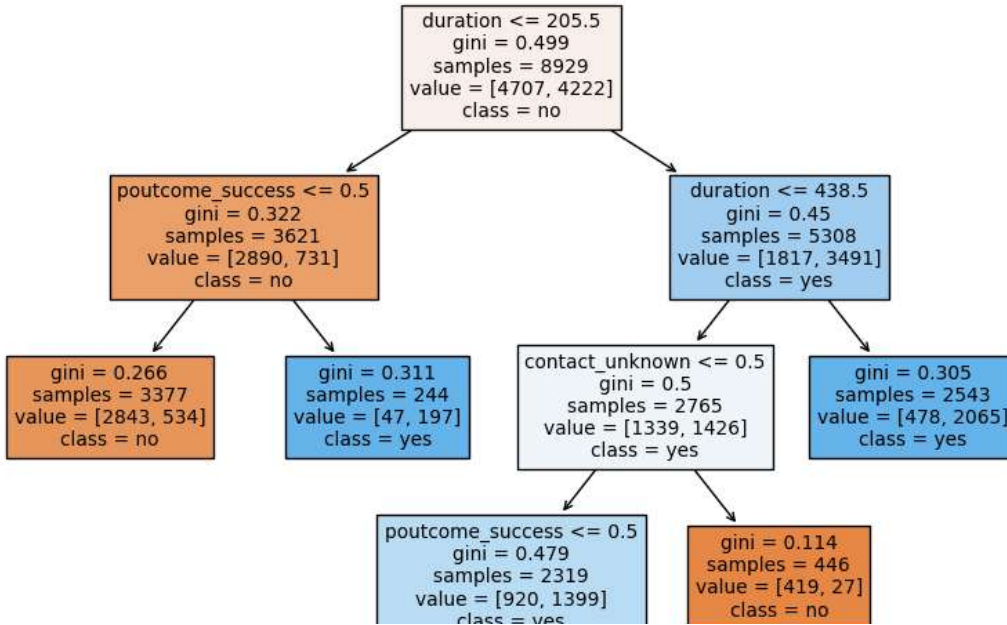 duration <= 205.5
gini = 0.499
samples = 8929
value = [4707, 4222]
class = no
poutcome_success <= 0.5
gini = 0.322
samples = 3621
value = [2890, 731]
class = no
duration <= 438.5
gini = 0.45
samples = 5308
value = [1817, 3491]
class = yes
gini = 0.266
samples = 3377
value = [2843, 534]
class = no
gini = 0.311
samples = 244
value = [47, 197]
class = yes
contact_unknown <= 0.5
gini = 0.5
samples = 2765
value = [1339, 1426]
class = yes
gini = 0.305
samples = 2543
value = [478, 2065]
class = yes
poutcome_success <= 0.5
gini = 0.479
samples = 2319
value = [920, 1399]
class = yes
gini = 0.114
samples = 446
value = [419, 27]
class = no